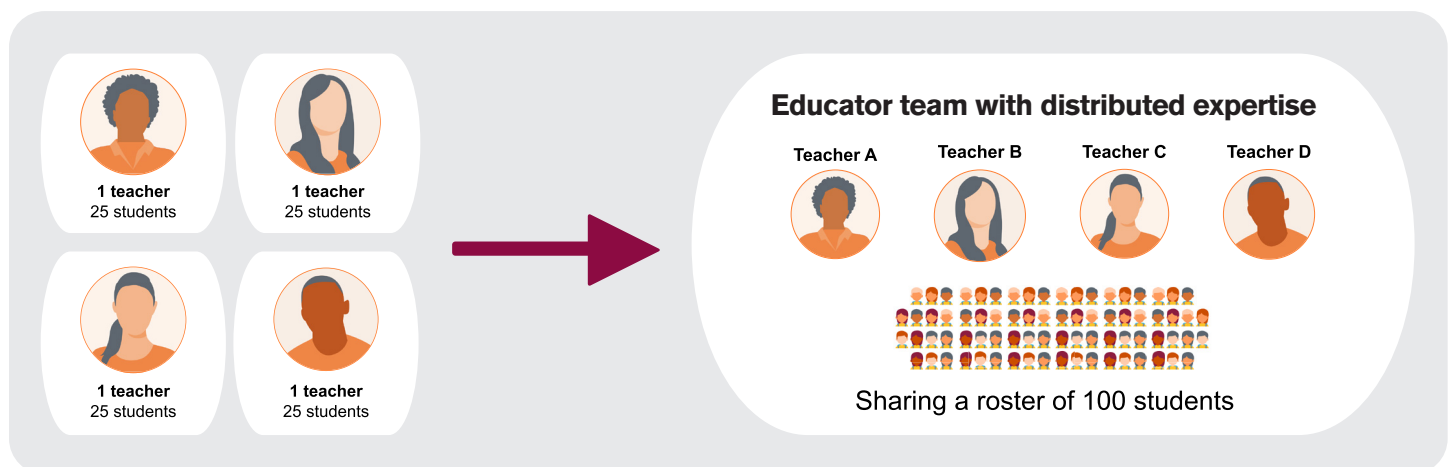 1 teacher
25 students
1 teacher
25 students
1 teacher
25 students
1 teacher
25 students
Educator team with distributed expertise
Teacher A
Teacher B
Teacher C
Teacher D
Sharing a roster of 100 students